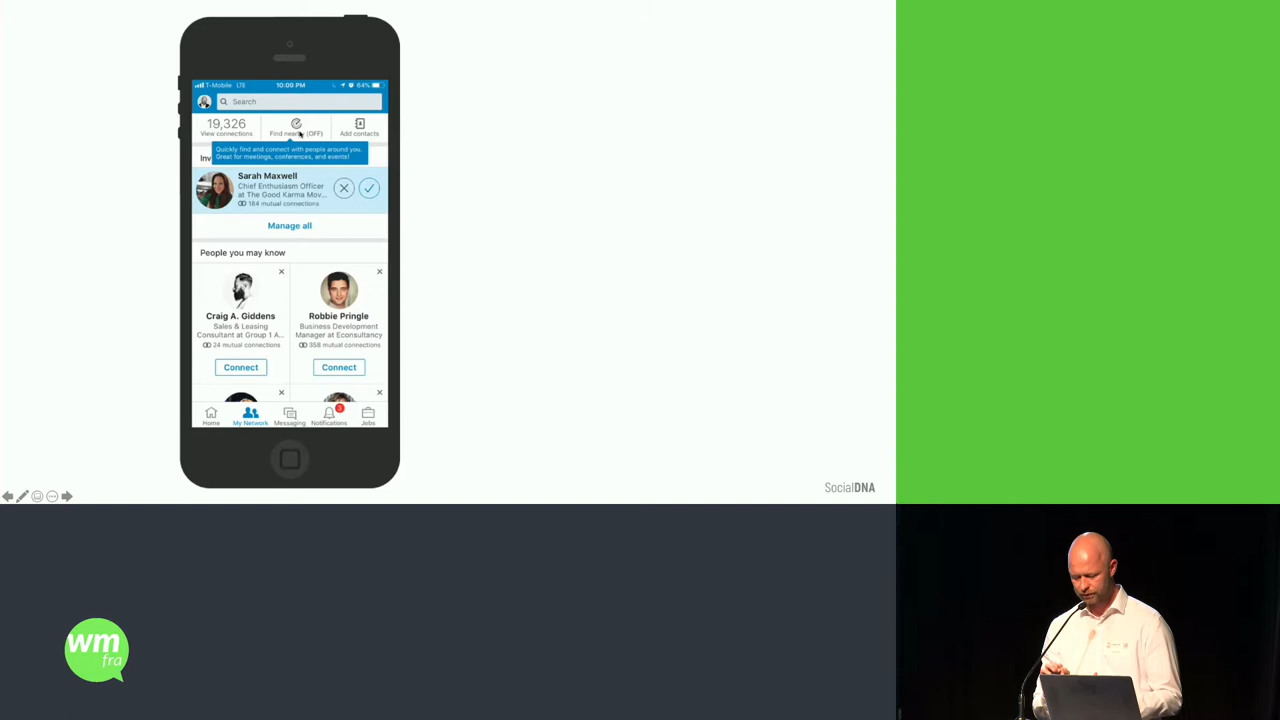 T-Mobile LTE 10:09 PM 64%
Search
19,326
View connections
Find nearby (OFF)
Add contacts
Quickly find and connect with people around you.
Great for meetings, conferences, and events!
Inv
Sarah Maxwell
Chief Enthusiasm Officer
at The Good Karma Mov...
184 mutual connections
Manage all
People you may know
Craig A. Giddens
Sales & Leasing
Consultant at Group 1 A...
24 mutual connections
Connect
Robbie Pringle
Business Development
Manager at Econsultancy
358 mutual connections
Connect
Home
My Network
Messaging
3
Notifications
Jobs
SocialDNA
wm
fra